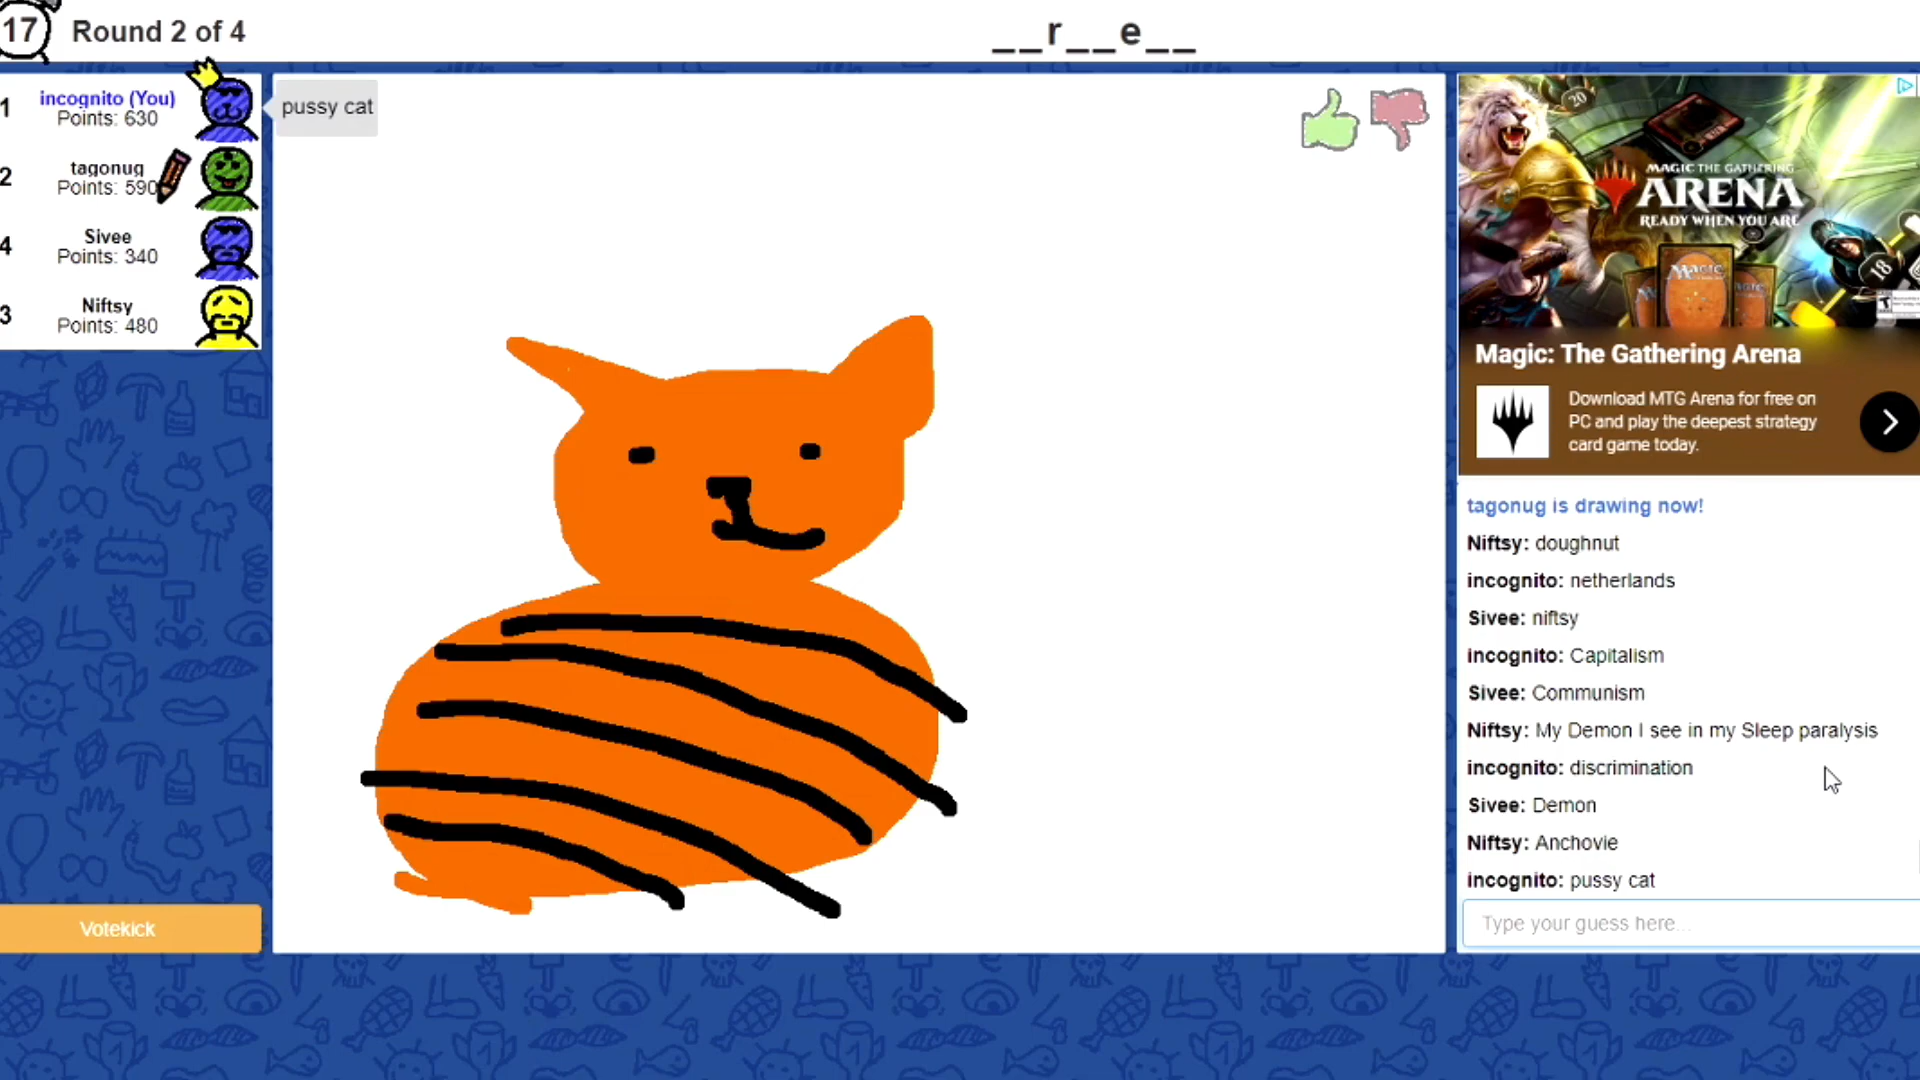 17
Round 2 of 4
__r__e__
1
incognito (You)
Points: 630
2
tagonug
Points: 590
4
Sivee
Points: 340
3
Niftsy
Points: 480
Votekick
pussy cat
20
MAGIC THE GATHERING
ARENA
READY WHEN YOU ARE
18
MAGIC
Magic: The Gathering Arena
Download MTG Arena for free on
PC and play the deepest strategy
card game today.
tagonug is drawing now!
Niftsy: doughnut
incognito: netherlands
Sivee: niftsy
incognito: Capitalism
Sivee: Communism
Niftsy: My Demon I see in my Sleep paralysis
incognito: discrimination
Sivee: Demon
Niftsy: Anchovie
incognito: pussy cat
Type your guess here...